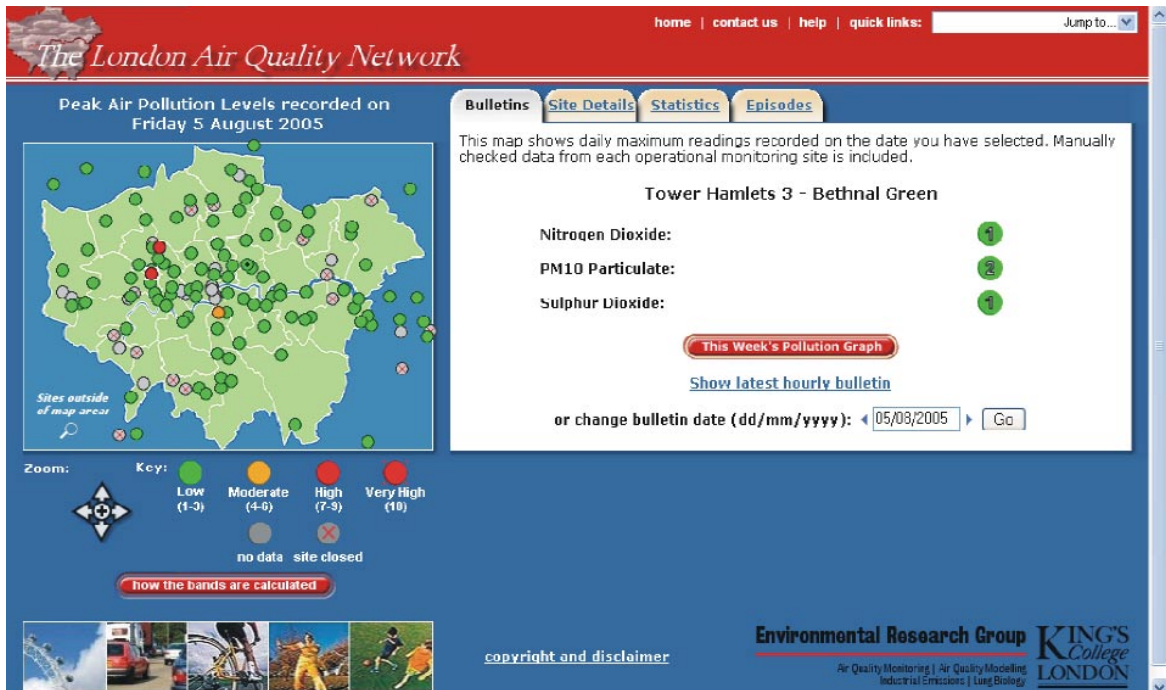 home | contact us | help | quick links:
Jump to...
The London Air Quality Network
Peak Air Pollution Levels recorded on
Friday 5 August 2005
Bulletins
Site Details
Statistics
Episodes
This map shows daily maximum readings recorded on the date you have selected. Manually
checked data from each operational monitoring site is included.
Tower Hamlets 3 - Bethnal Green
Nitrogen Dioxide: 1
PM10 Particulate: 2
Sulphur Dioxide: 1
This Week's Pollution Graph
Show latest hourly bulletin
or change bulletin date (dd/mm/yyyy): 05/08/2005 Go
Sites outside
of map area:
Zoom:
Key:
Low
(1-3)
Moderate
(4-6)
High
(7-9)
Very High
(10)
no data
site closed
how the bands are calculated
copyright and disclaimer
Environmental Research Group
Air Quality Monitoring | Air Quality Modelling
Industrial Emissions | Lung Biology
KING'S
College
LONDON